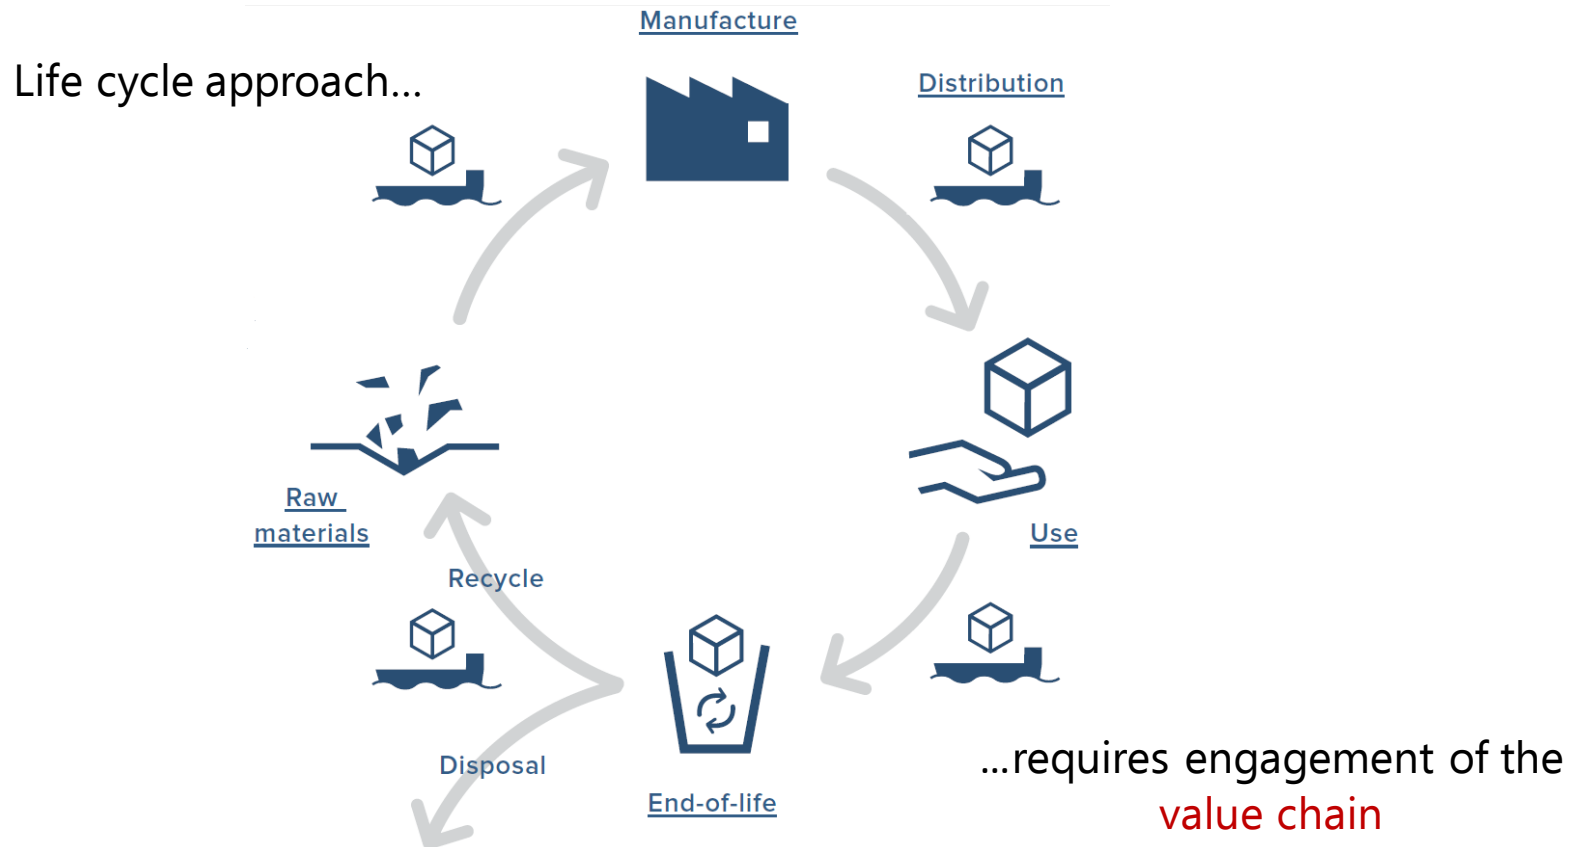 Manufacture
Life cycle approach...
Distribution
Raw
materials
Use
Recycle
Disposal
End-of-life
...requires engagement of the
value chain